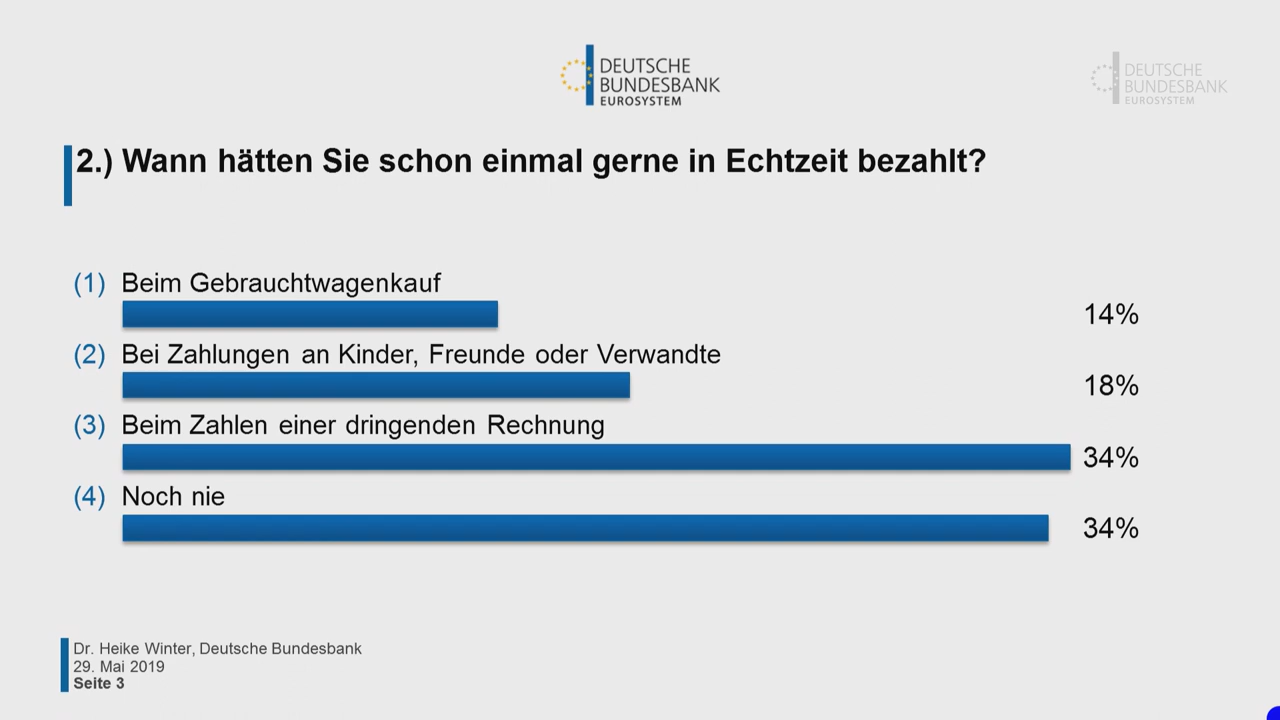 DEUTSCHE
BUNDESBANK
EUROSYSTEM
DEUTSCHE
BUNDESBANK
EUROSYSTEM
2.) Wann hätten Sie schon einmal gerne in Echtzeit bezahlt?
(1) Beim Gebrauchtwagenkauf
14%
(2) Bei Zahlungen an Kinder, Freunde oder Verwandte
18%
(3) Beim Zahlen einer dringenden Rechnung
34%
(4) Noch nie
34%
Dr. Heike Winter, Deutsche Bundesbank
29. Mai 2019
Seite 3